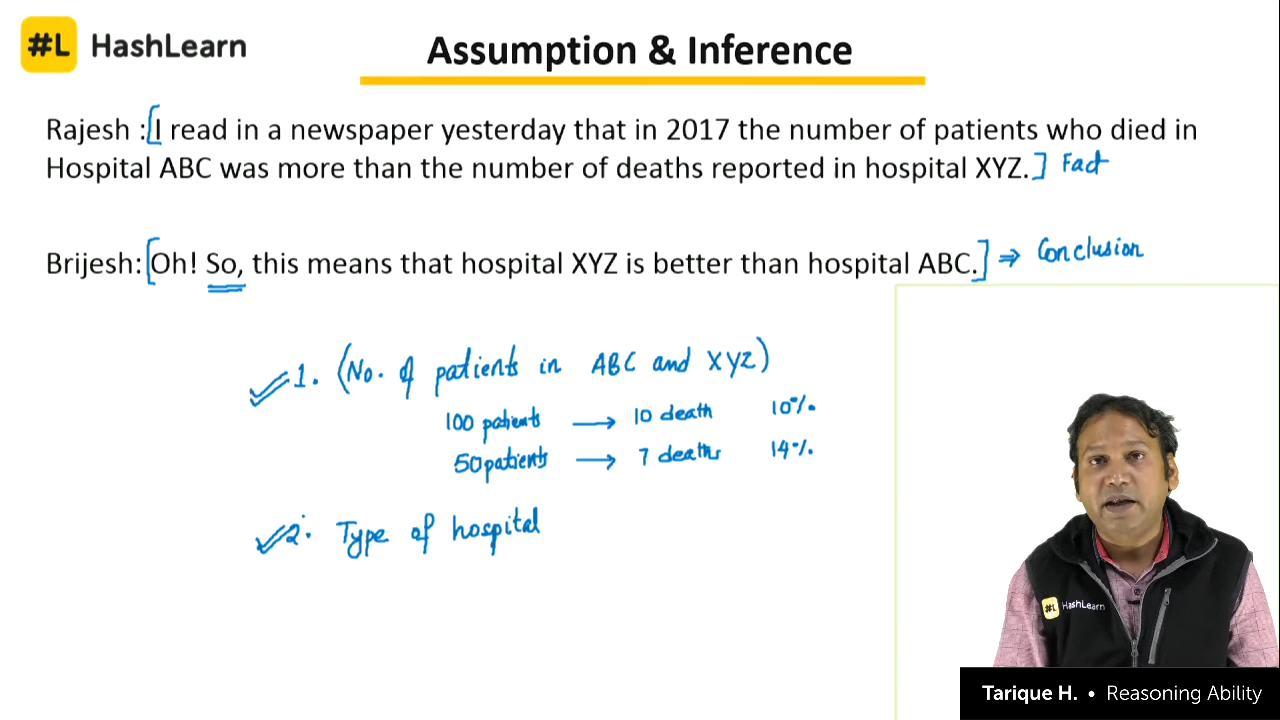 #L HashLearn
Assumption & Inference
Rajesh : [I read in a newspaper yesterday that in 2017 the number of patients who died in
Hospital ABC was more than the number of deaths reported in hospital XYZ.] Fact
Brijesh: [Oh! So, this means that hospital XYZ is better than hospital ABC.] ⇒ Conclusion
1. (No. of patients in ABC and XYZ)
100 patients → 10 death 10%
50 patients → 7 deaths 14%
2. Type of hospital
#L HashLearn
Tarique H. • Reasoning Ability